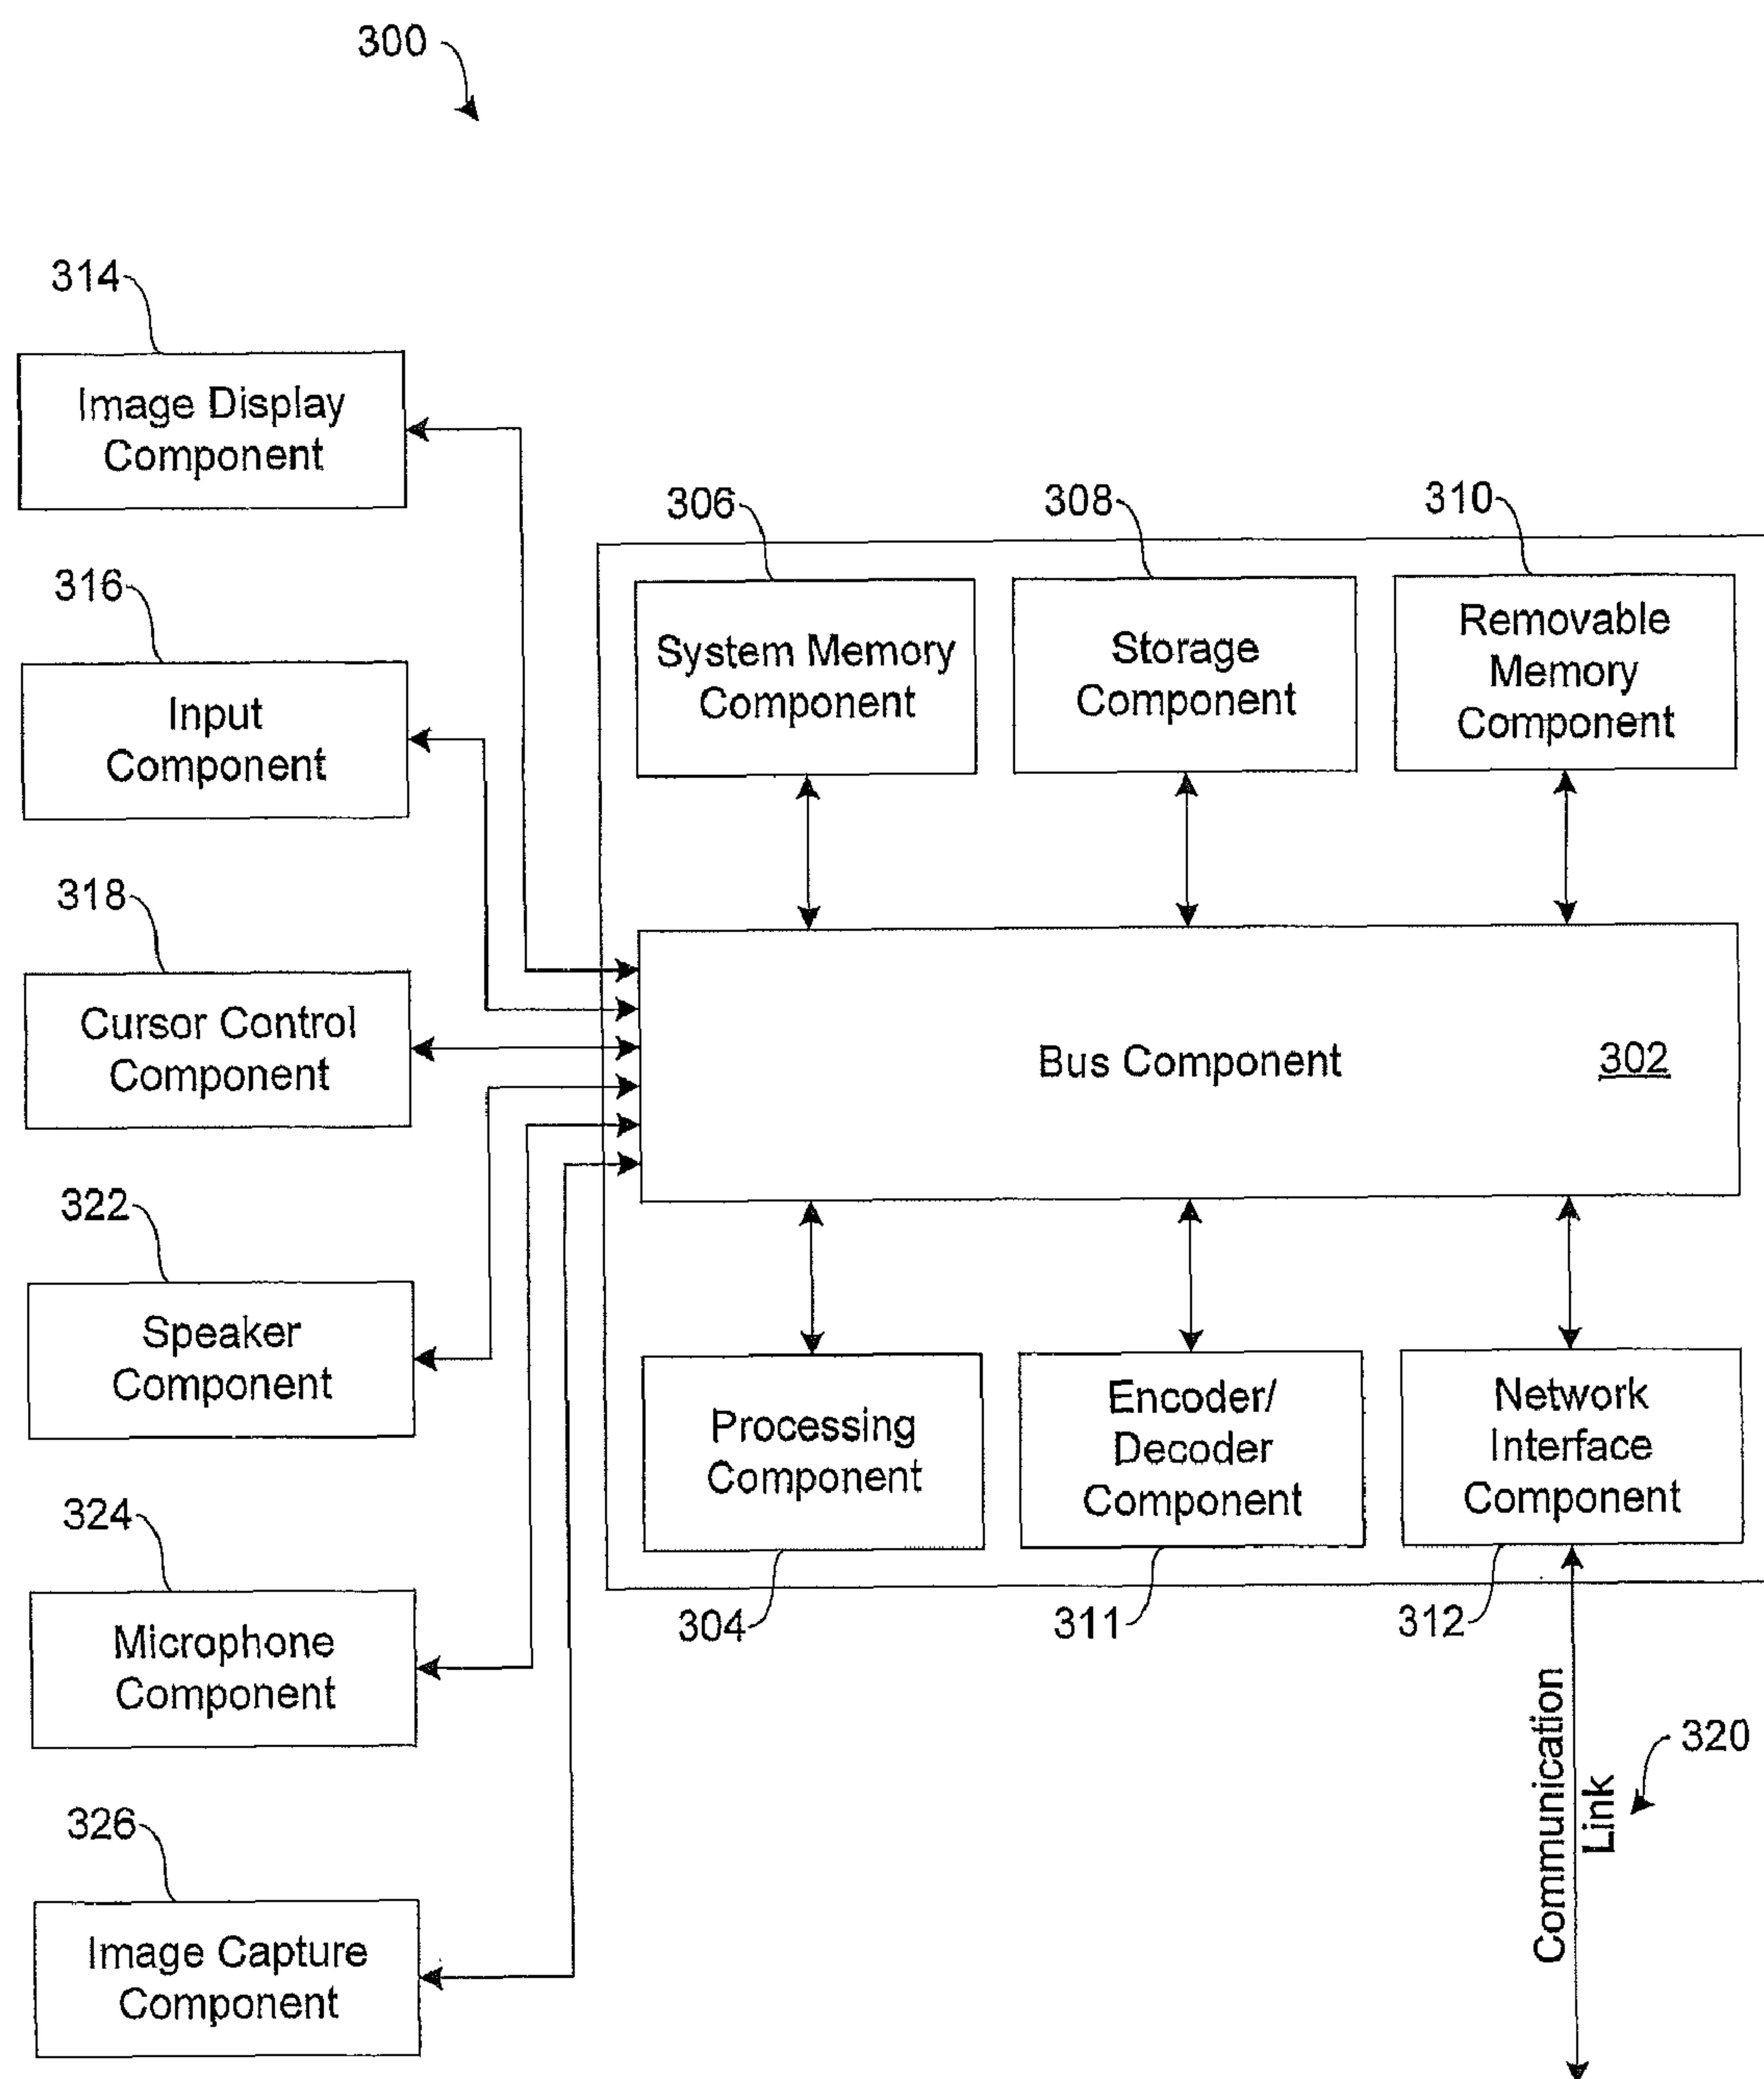 300
314
Image Display
Component
316
Input
Component
318
Cursor Control
Component
322
Speaker
Component
324
Microphone
Component
326
Image Capture
Component
306
System Memory
Component
308
Storage
Component
310
Removable
Memory
Component
Bus Component
302
Processing
Component
304
Encoder/
Decoder
Component
311
Network
Interface
Component
312
Communication
Link
320